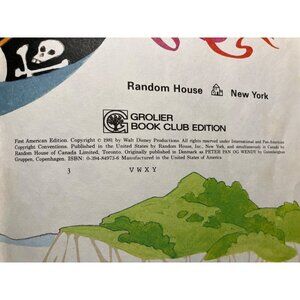 Random House New York
GROLIER
BOOK CLUB EDITION
First American Edition. Copyright © 1981 by Walt Disney Productions. All rights reserved under International and Pan-American
Copyright Conventions. Published in the United States by Random House, Inc., New York, and simultaneously in Canada by
Random House of Canada Limited, Toronto. Originally published in Denmark as PETER PAN OG WENDY by Gutenberghus
Gruppen, Copenhagen. ISBN: 0-394-84973-6 Manufactured in the United States of America
3 V W X Y